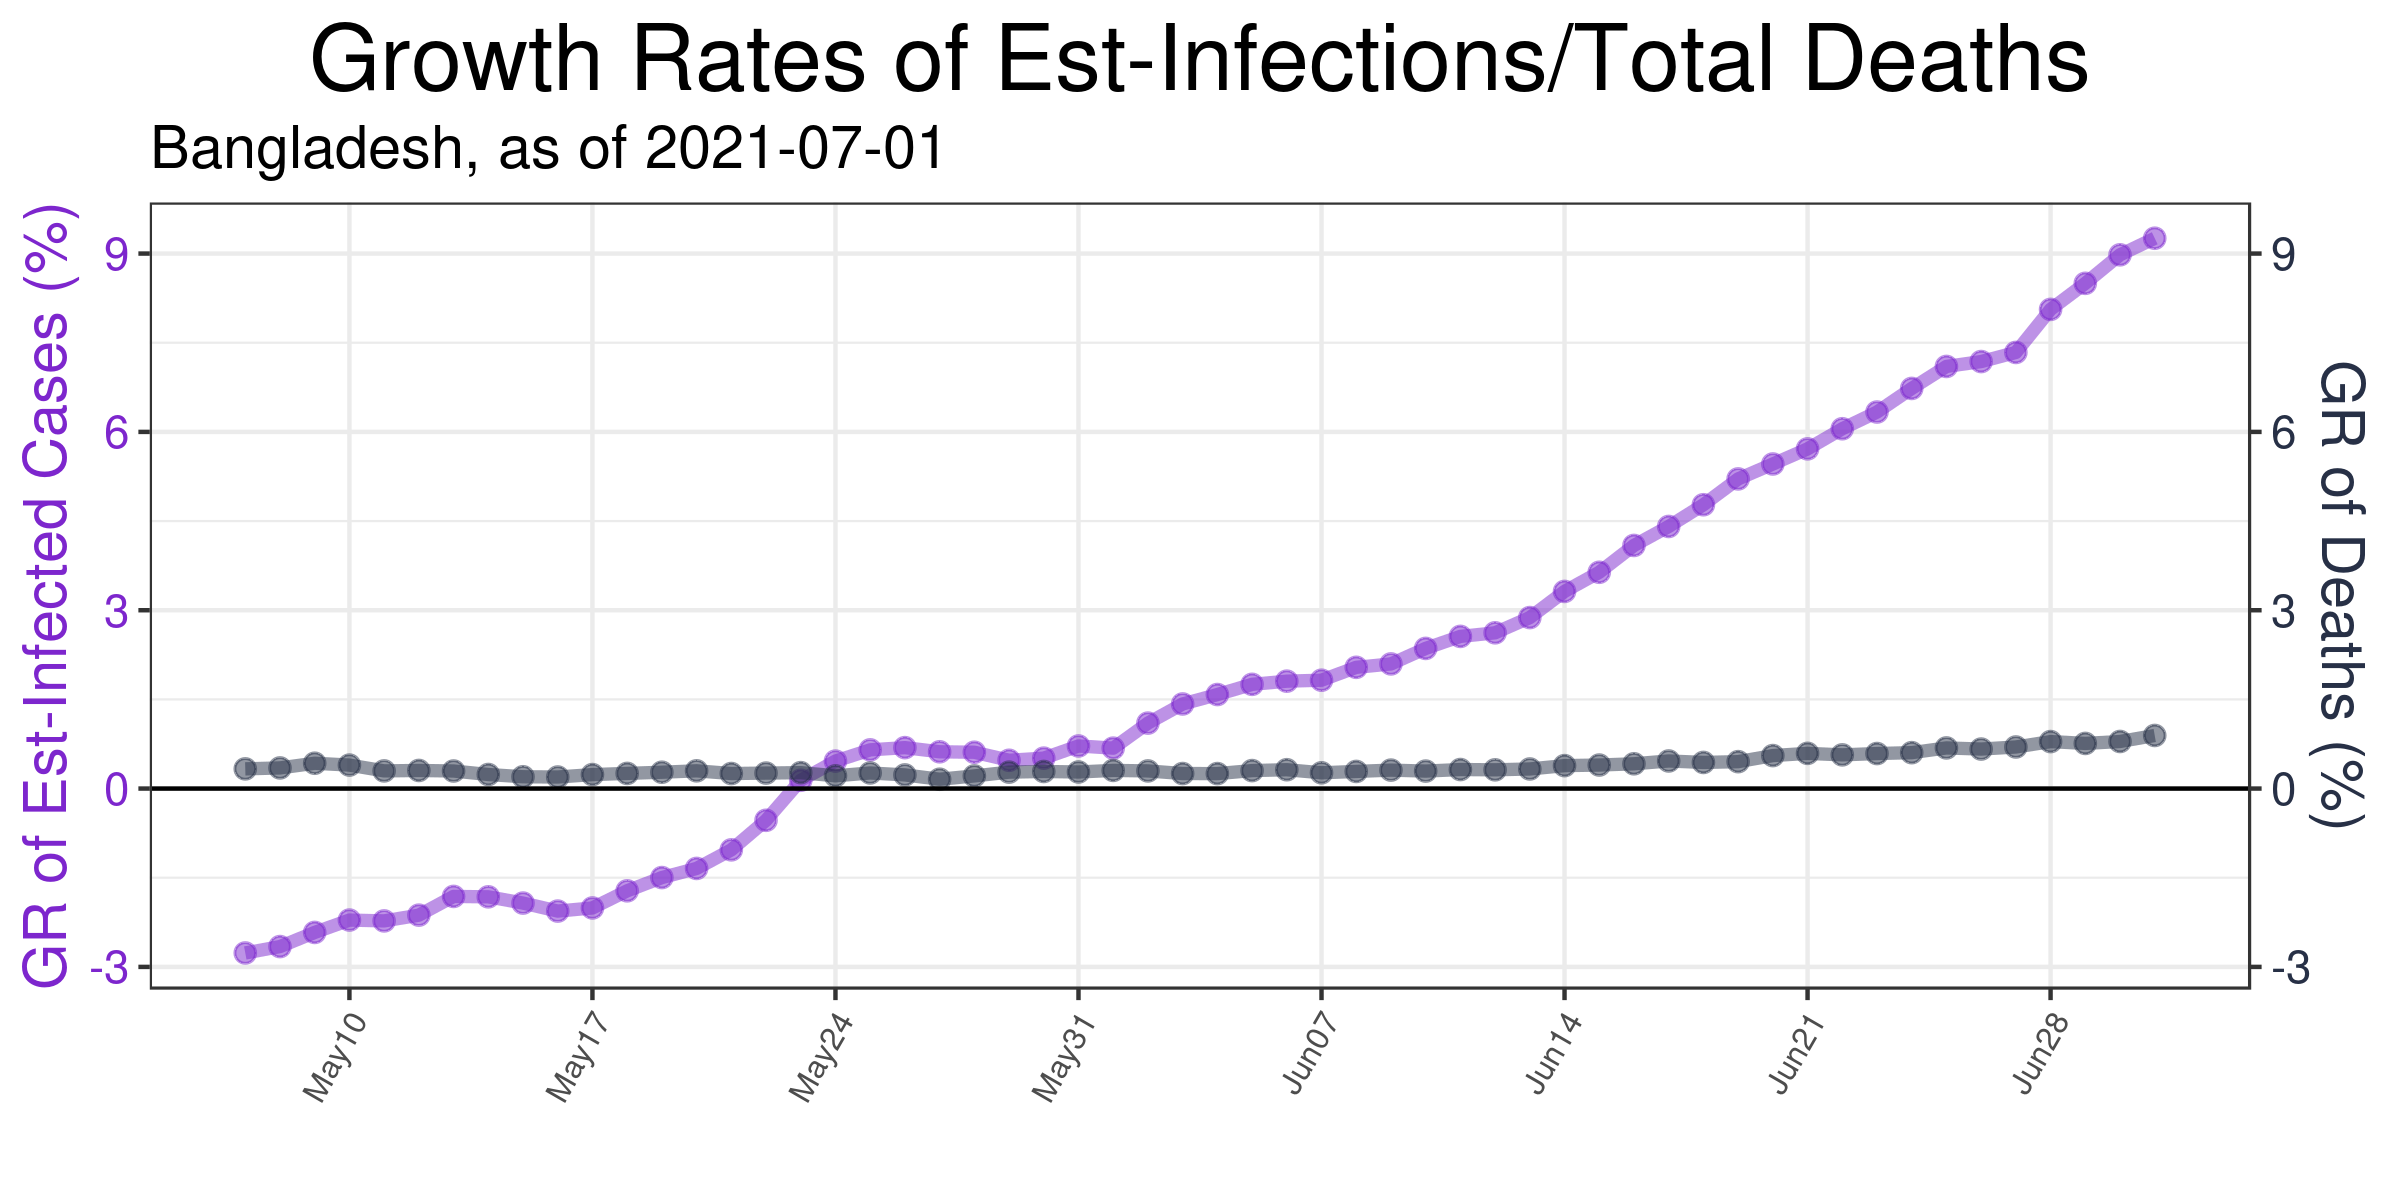 Growth Rates of Est-Infections/Total Deaths
Bangladesh, as of 2021-07-01
GR of Est-Infected Cases (%)
9
6
3
0
-3
9
6
3
0
-3
GR of Deaths (%)
May10
May17
May24
May31
Jun07
Jun14
Jun21
Jun28